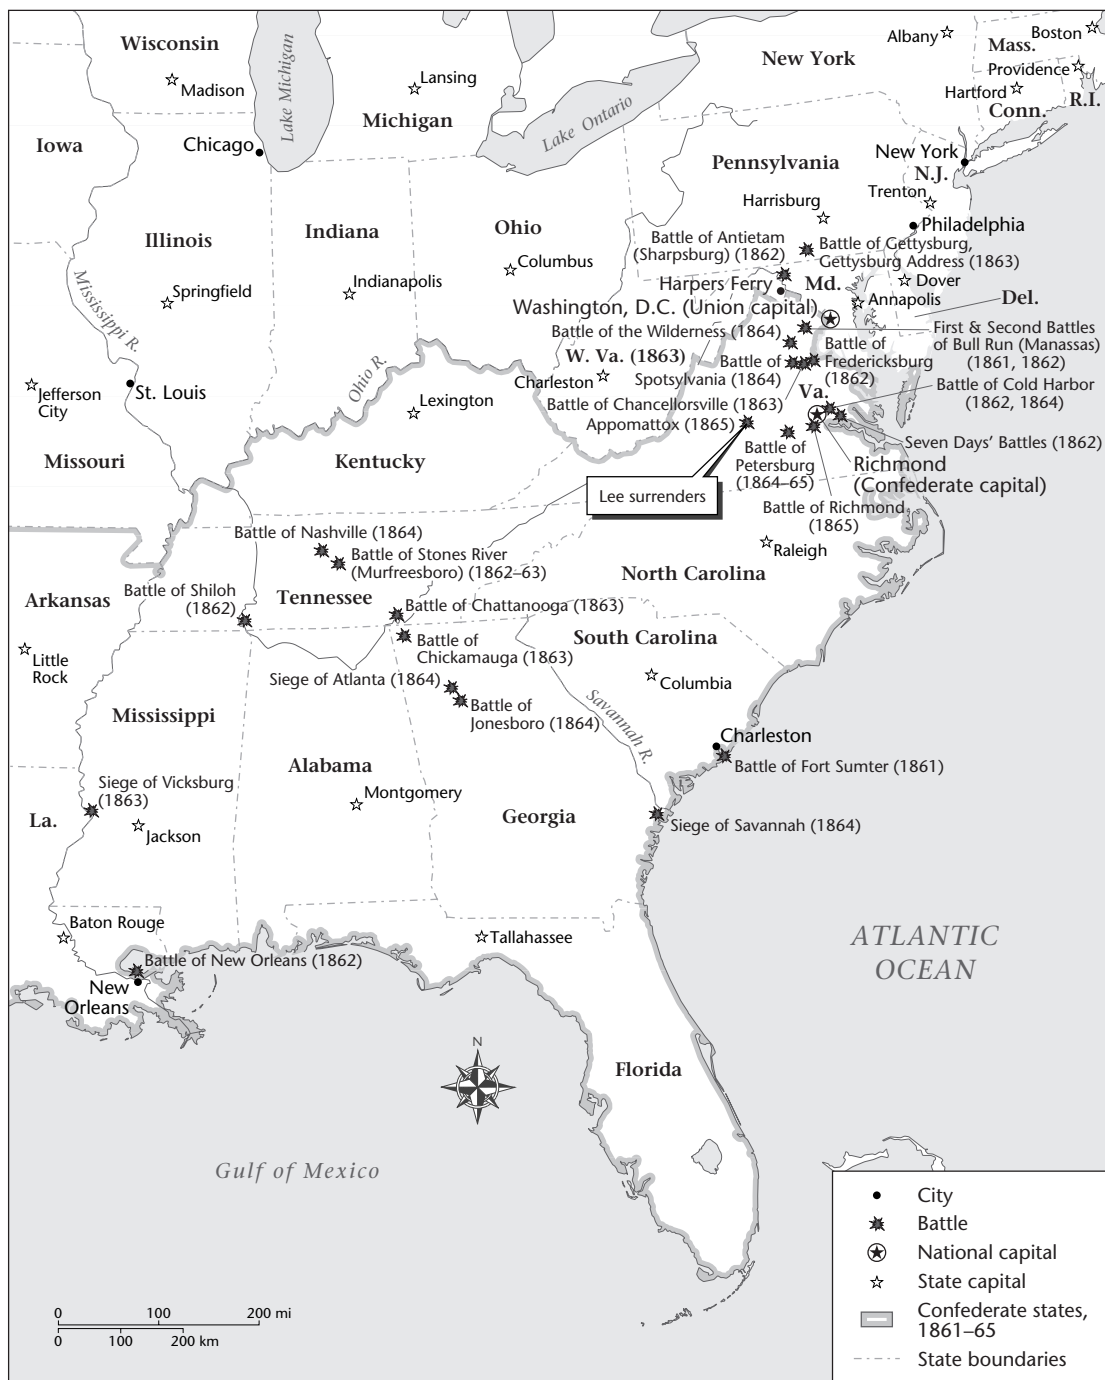 Wisconsin
Madison
Lake Michigan
Lansing
Michigan
Lake Ontario
New York
Albany
Mass.
Boston
Providence
Hartford
Conn.
R.I.
Iowa
Chicago
Pennsylvania
New York
N.J.
Trenton
Harrisburg
Philadelphia
Illinois
Indiana
Ohio
Columbus
Battle of Antietam
(Sharpsburg) (1862)
Battle of Gettysburg,
Gettysburg Address (1863)
Mississippi R.
Springfield
Indianapolis
Harpers Ferry
Md.
Dover
Annapolis
Del.
Washington, D.C. (Union capital)
Battle of the Wilderness (1864)
First & Second Battles
of Bull Run (Manassas)
(1861, 1862)
W. Va. (1863)
Battle of
Spotsylvania (1864)
Battle of
Fredericksburg
(1862)
Jefferson
City
St. Louis
Ohio R.
Lexington
Charleston
Battle of Chancellorsville (1863)
Va.
Battle of Cold Harbor
(1862, 1864)
Appomattox (1865)
Seven Days' Battles (1862)
Missouri
Kentucky
Battle of
Petersburg
(1864–65)
Richmond
(Confederate capital)
Lee surrenders
Battle of Richmond
(1865)
Battle of Nashville (1864)
Battle of Stones River
(Murfreesboro) (1862–63)
Raleigh
North Carolina
Arkansas
Battle of Shiloh
(1862)
Tennessee
Battle of Chattanooga (1863)
South Carolina
Little
Rock
Battle of
Chickamauga (1863)
Siege of Atlanta (1864)
Columbia
Mississippi
Battle of
Jonesboro (1864)
Savannah R.
Charleston
Battle of Fort Sumter (1861)
Alabama
Siege of Vicksburg
(1863)
Montgomery
La.
Jackson
Georgia
Siege of Savannah (1864)
Baton Rouge
Tallahassee
Battle of New Orleans (1862)
New
Orleans
ATLANTIC
OCEAN
N
Florida
Gulf of Mexico
City
Battle
National capital
State capital
Confederate states,
1861–65
State boundaries
0 100 200 mi
0 100 200 km